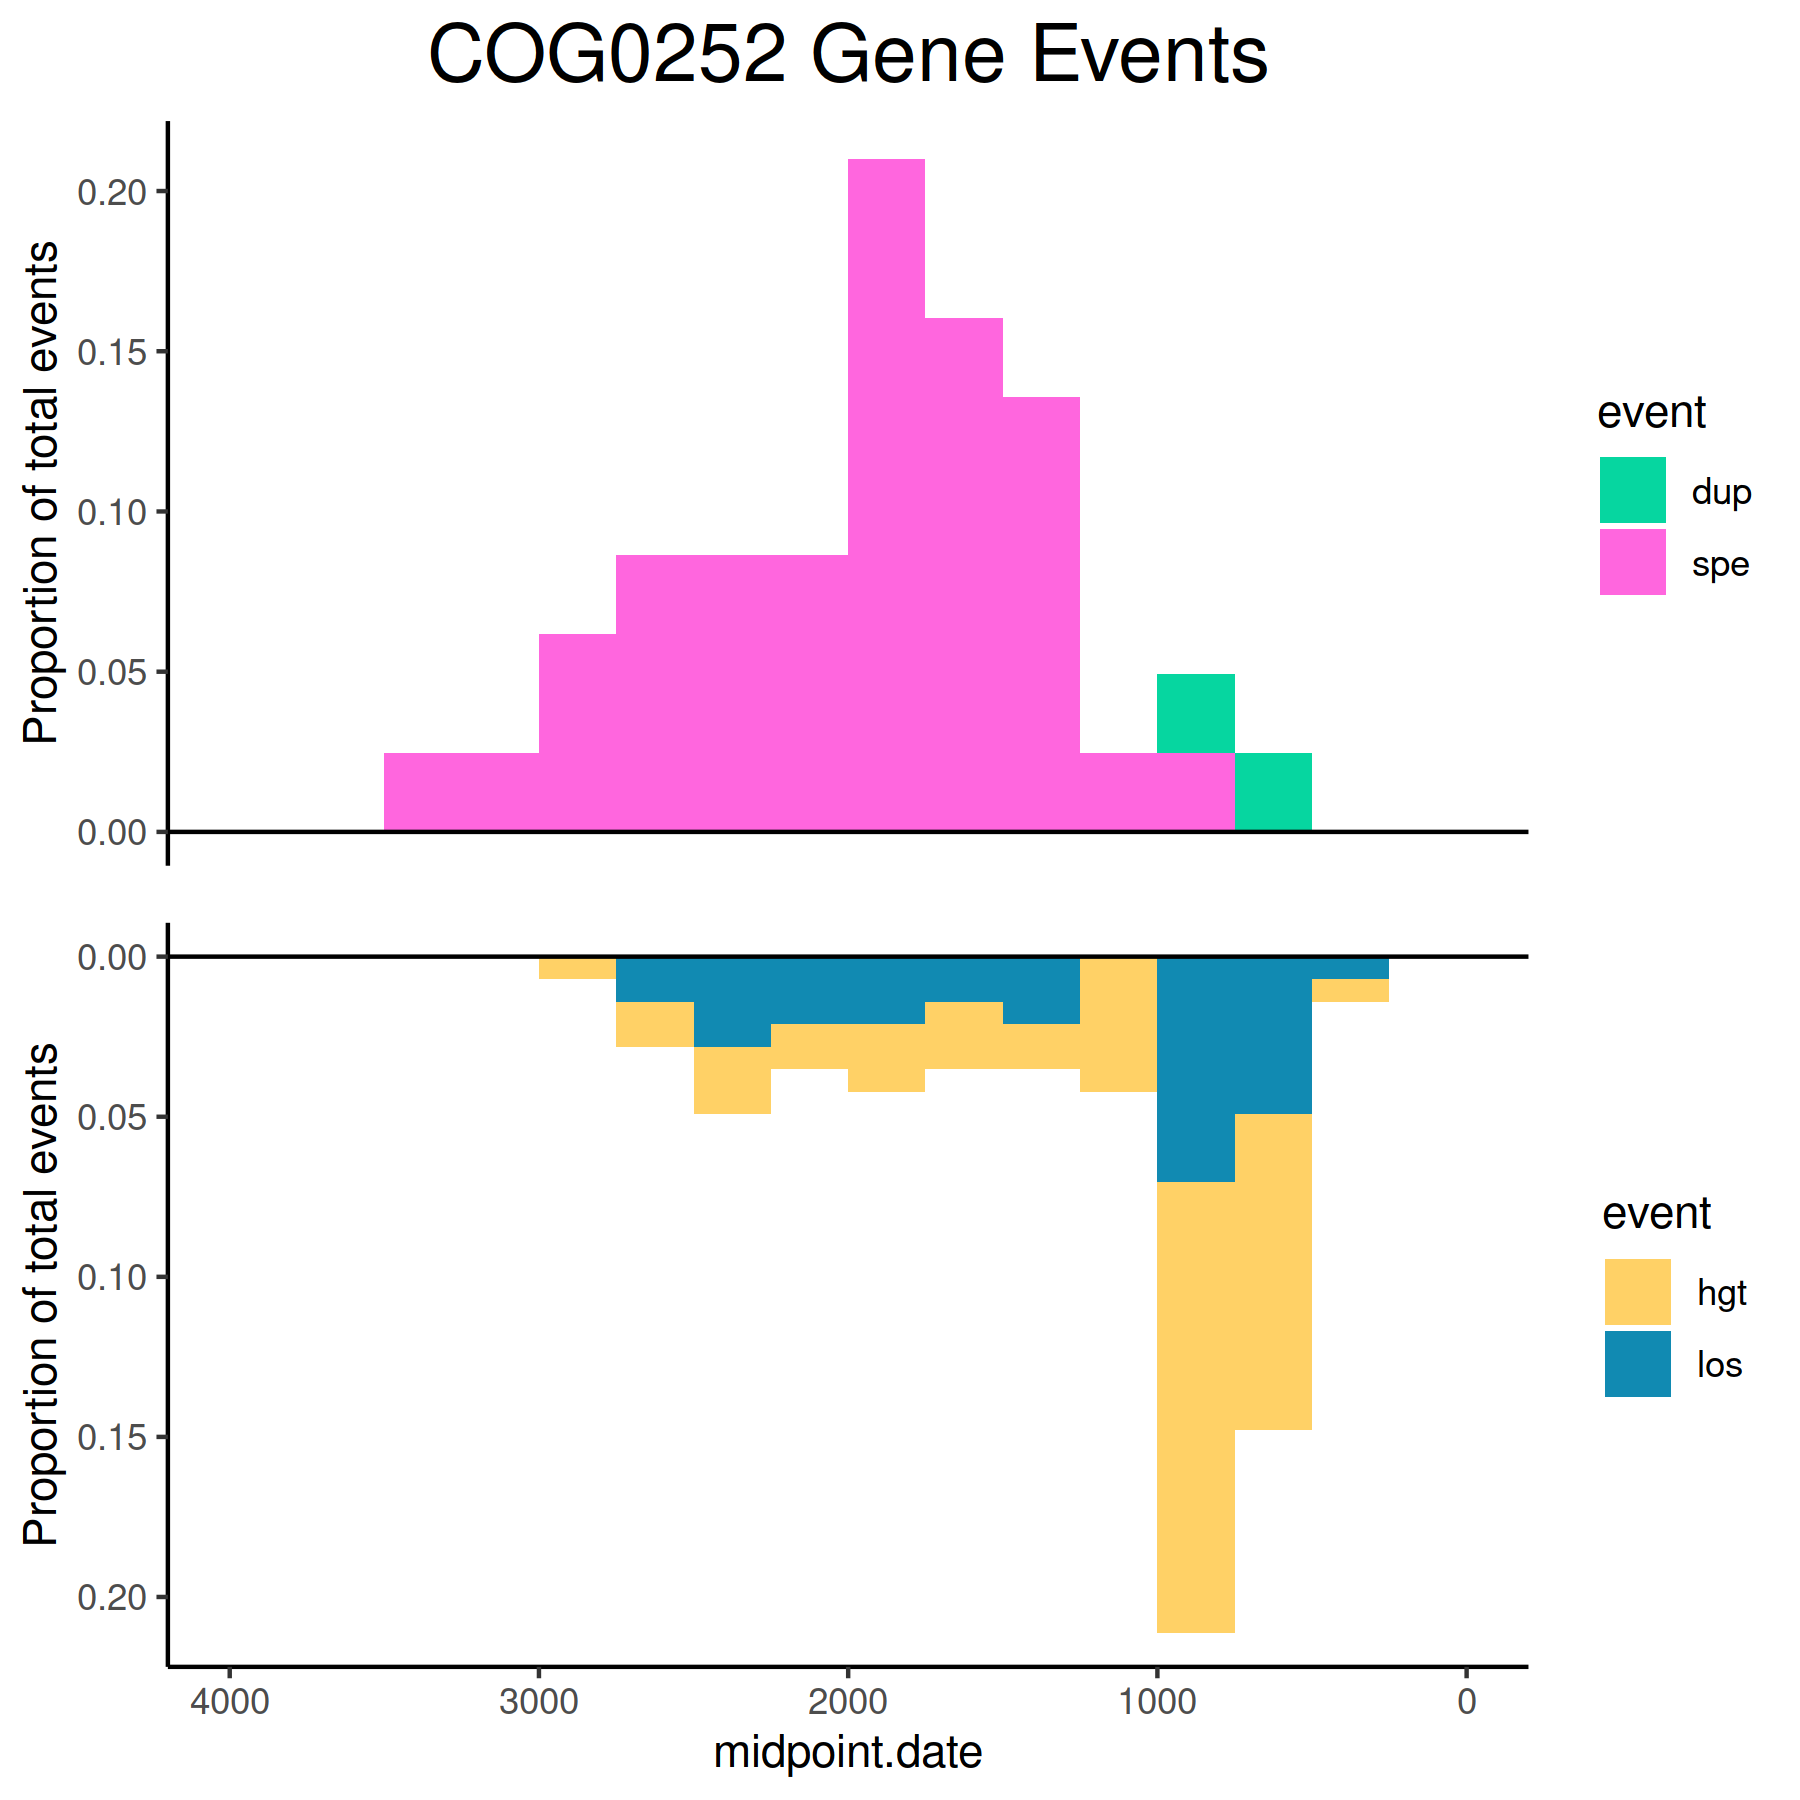 COG0252 Gene Events
Proportion of total events
0.20
0.15
0.10
0.05
0.00
event
dup
spe
Proportion of total events
0.00
0.05
0.10
0.15
0.20
event
hgt
los
4000 3000 2000 1000 0
midpoint.date